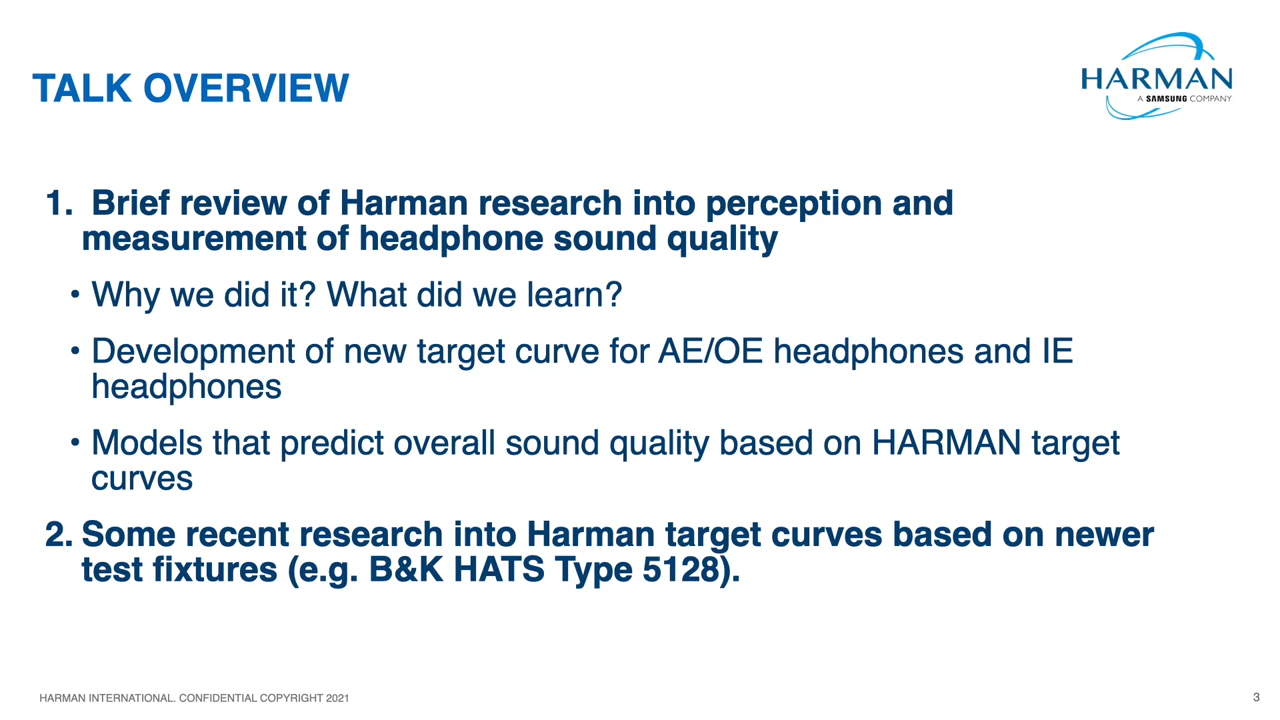 TALK OVERVIEW
HARMAN
A SAMSUNG COMPANY
1. Brief review of Harman research into perception and
measurement of headphone sound quality
• Why we did it? What did we learn?
• Development of new target curve for AE/OE headphones and IE
headphones
• Models that predict overall sound quality based on HARMAN target
curves
2. Some recent research into Harman target curves based on newer
test fixtures (e.g. B&K HATS Type 5128).
HARMAN INTERNATIONAL. CONFIDENTIAL COPYRIGHT 2021
3